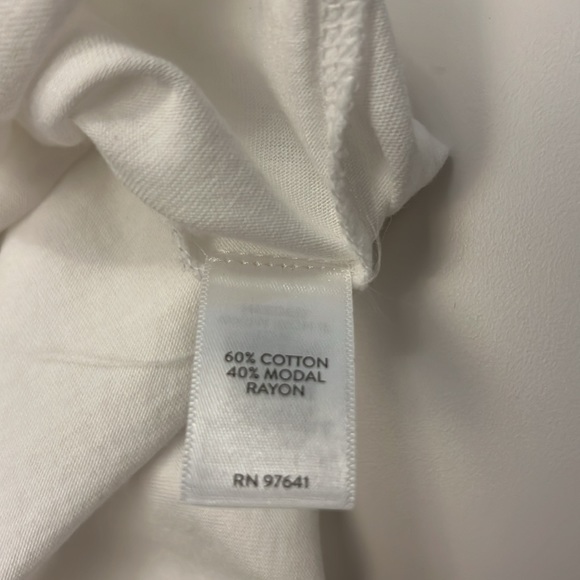 60% COTTON
40% MODAL
RAYON
RN 97641